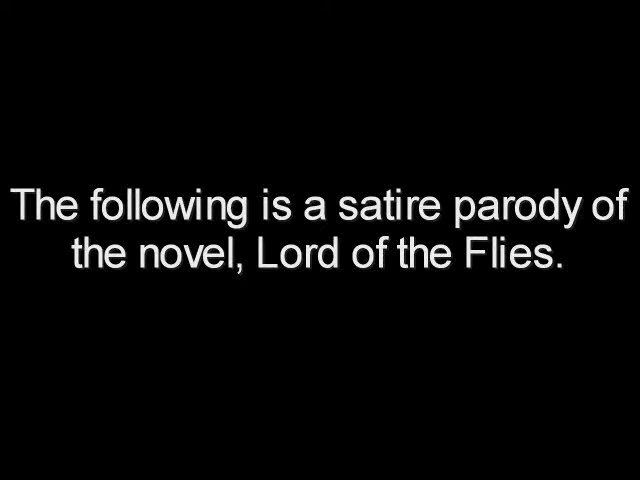 The following is a satire parody of
the novel, Lord of the Flies.